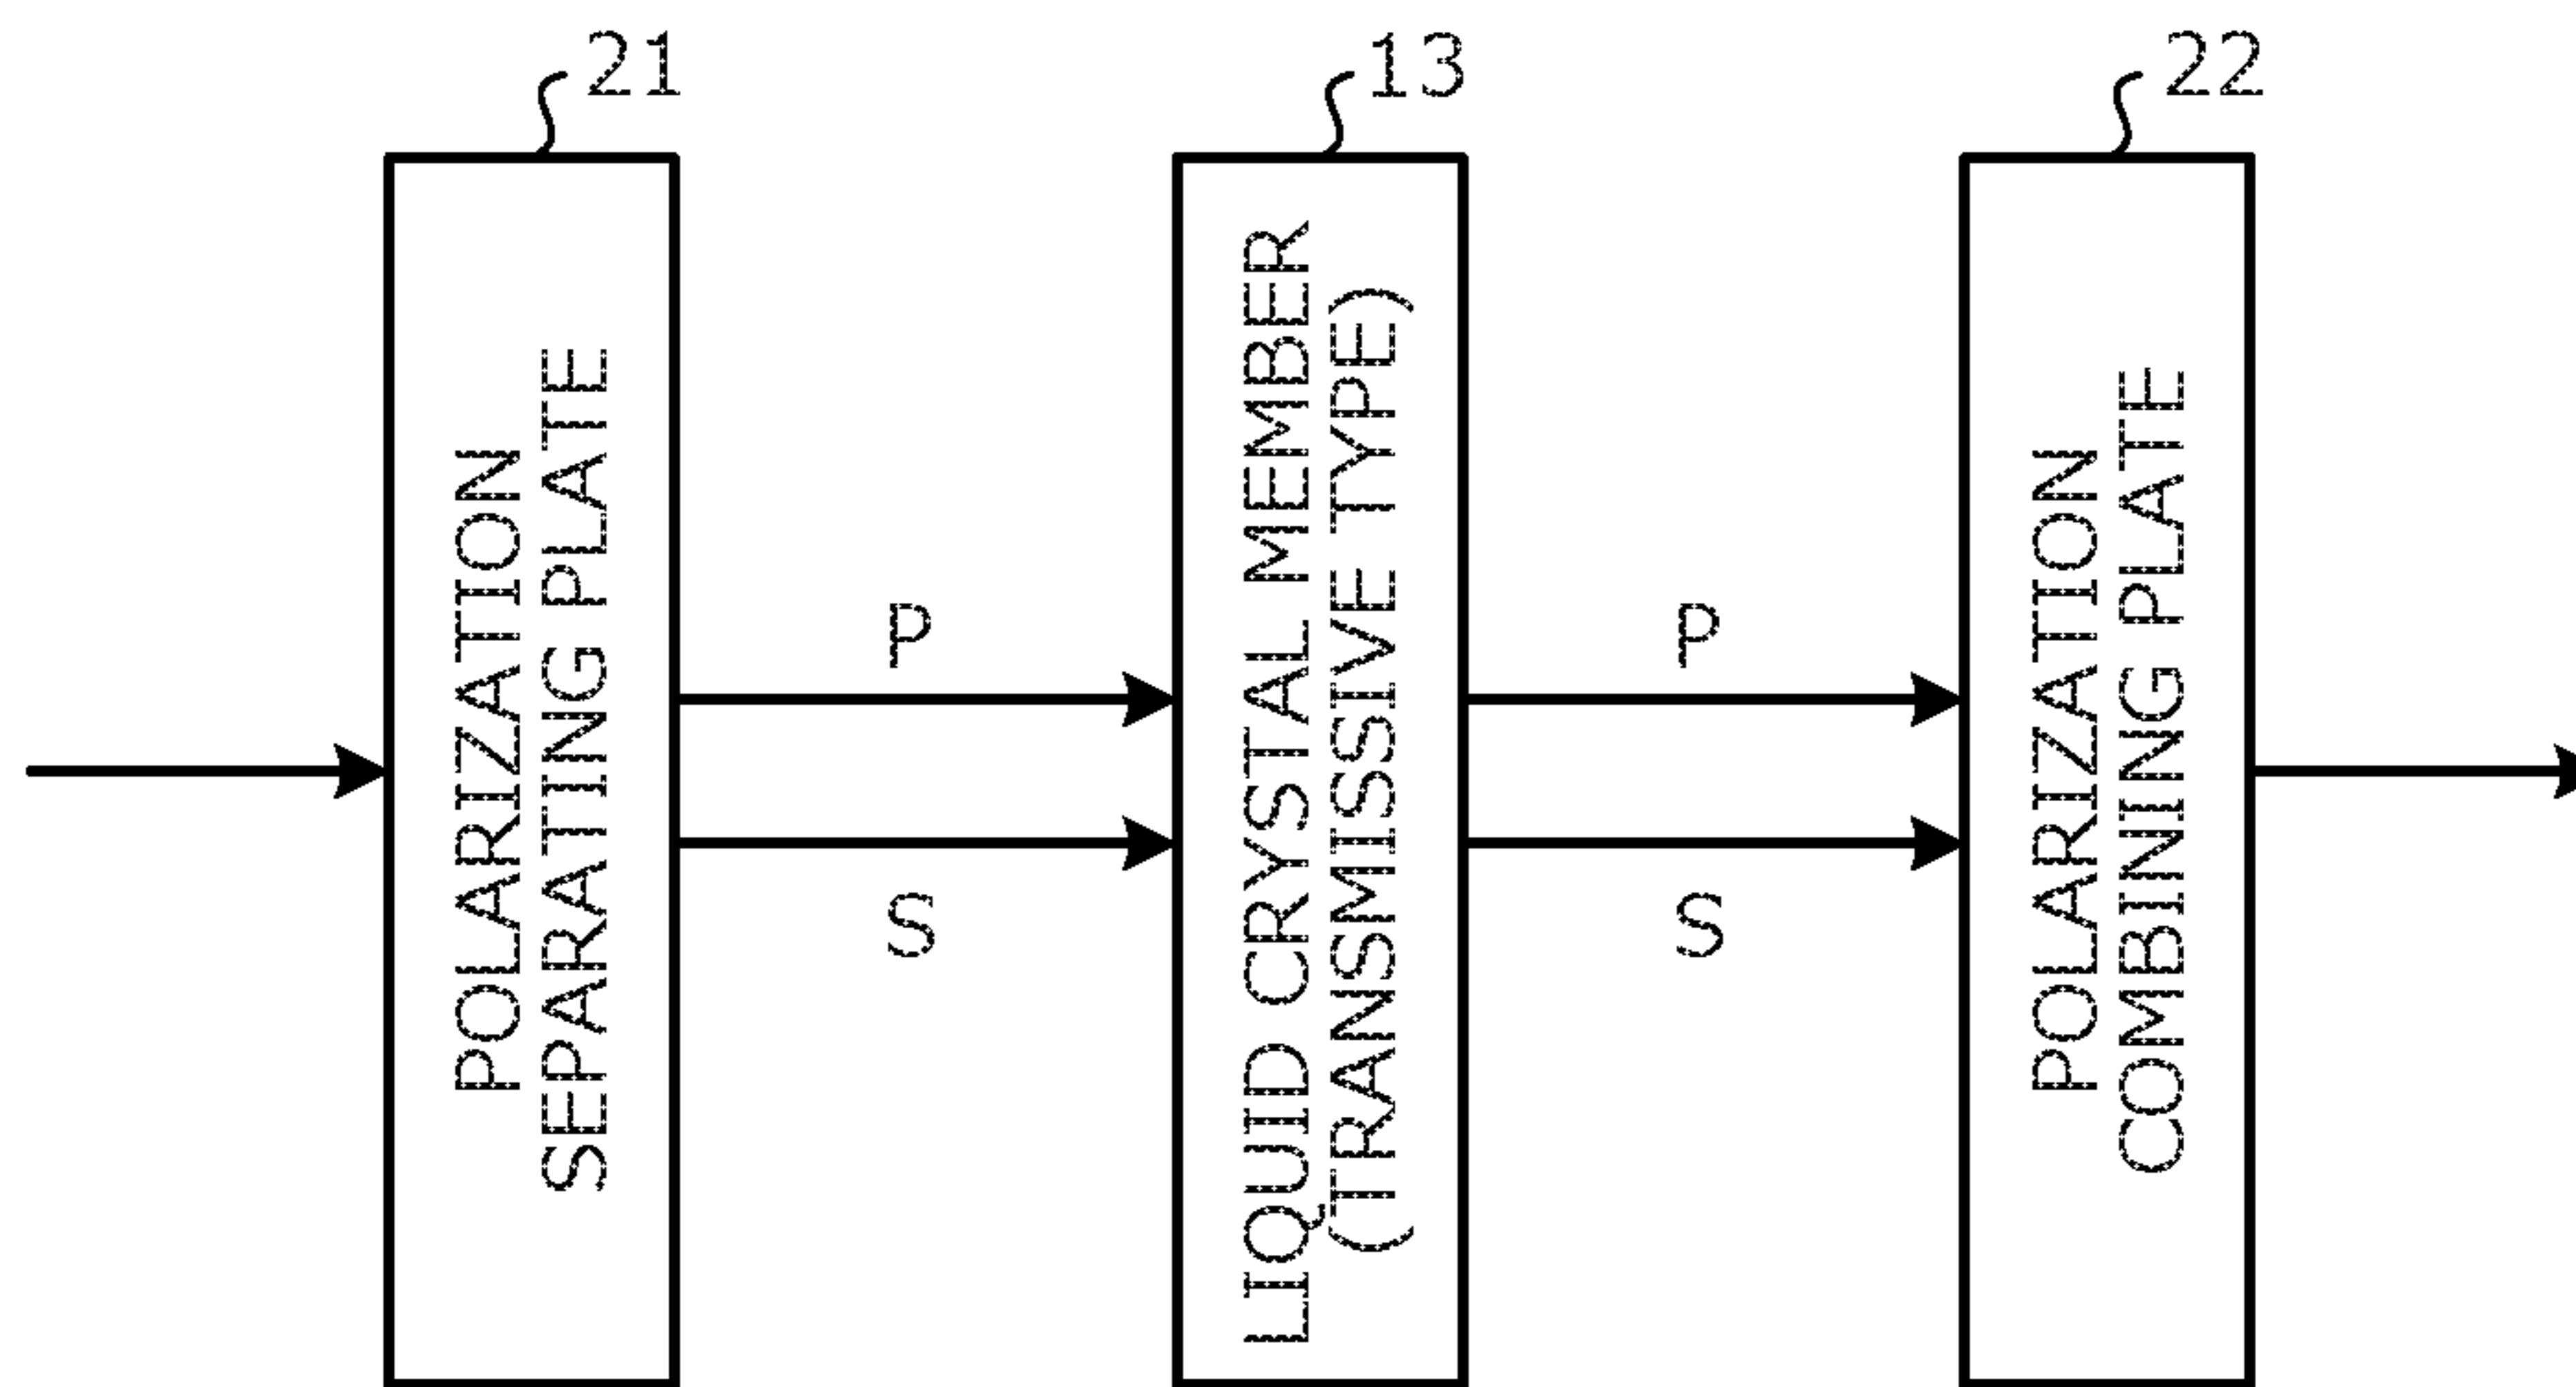 21
13
22
POLARIZATION
SEPARATING PLATE
P
S
LIQUID CRYSTAL MEMBER
(TRANSMISSIVE TYPE)
P
S
POLARIZATION
COMBINING PLATE